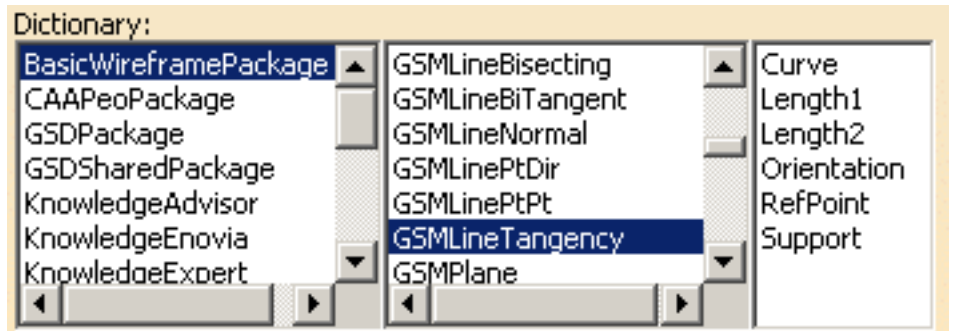 Dictionary:
BasicWireframePackage
CAAPeoPackage
GSDPackage
GSDSharedPackage
KnowledgeAdvisor
KnowledgeEnovia
KnowledgeExpert
GSMLineBisecting
GSMLineBiTangent
GSMLineNormal
GSMLinePtDir
GSMLinePtPt
GSMLineTangency
GSMPlane
Curve
Length1
Length2
Orientation
RefPoint
Support